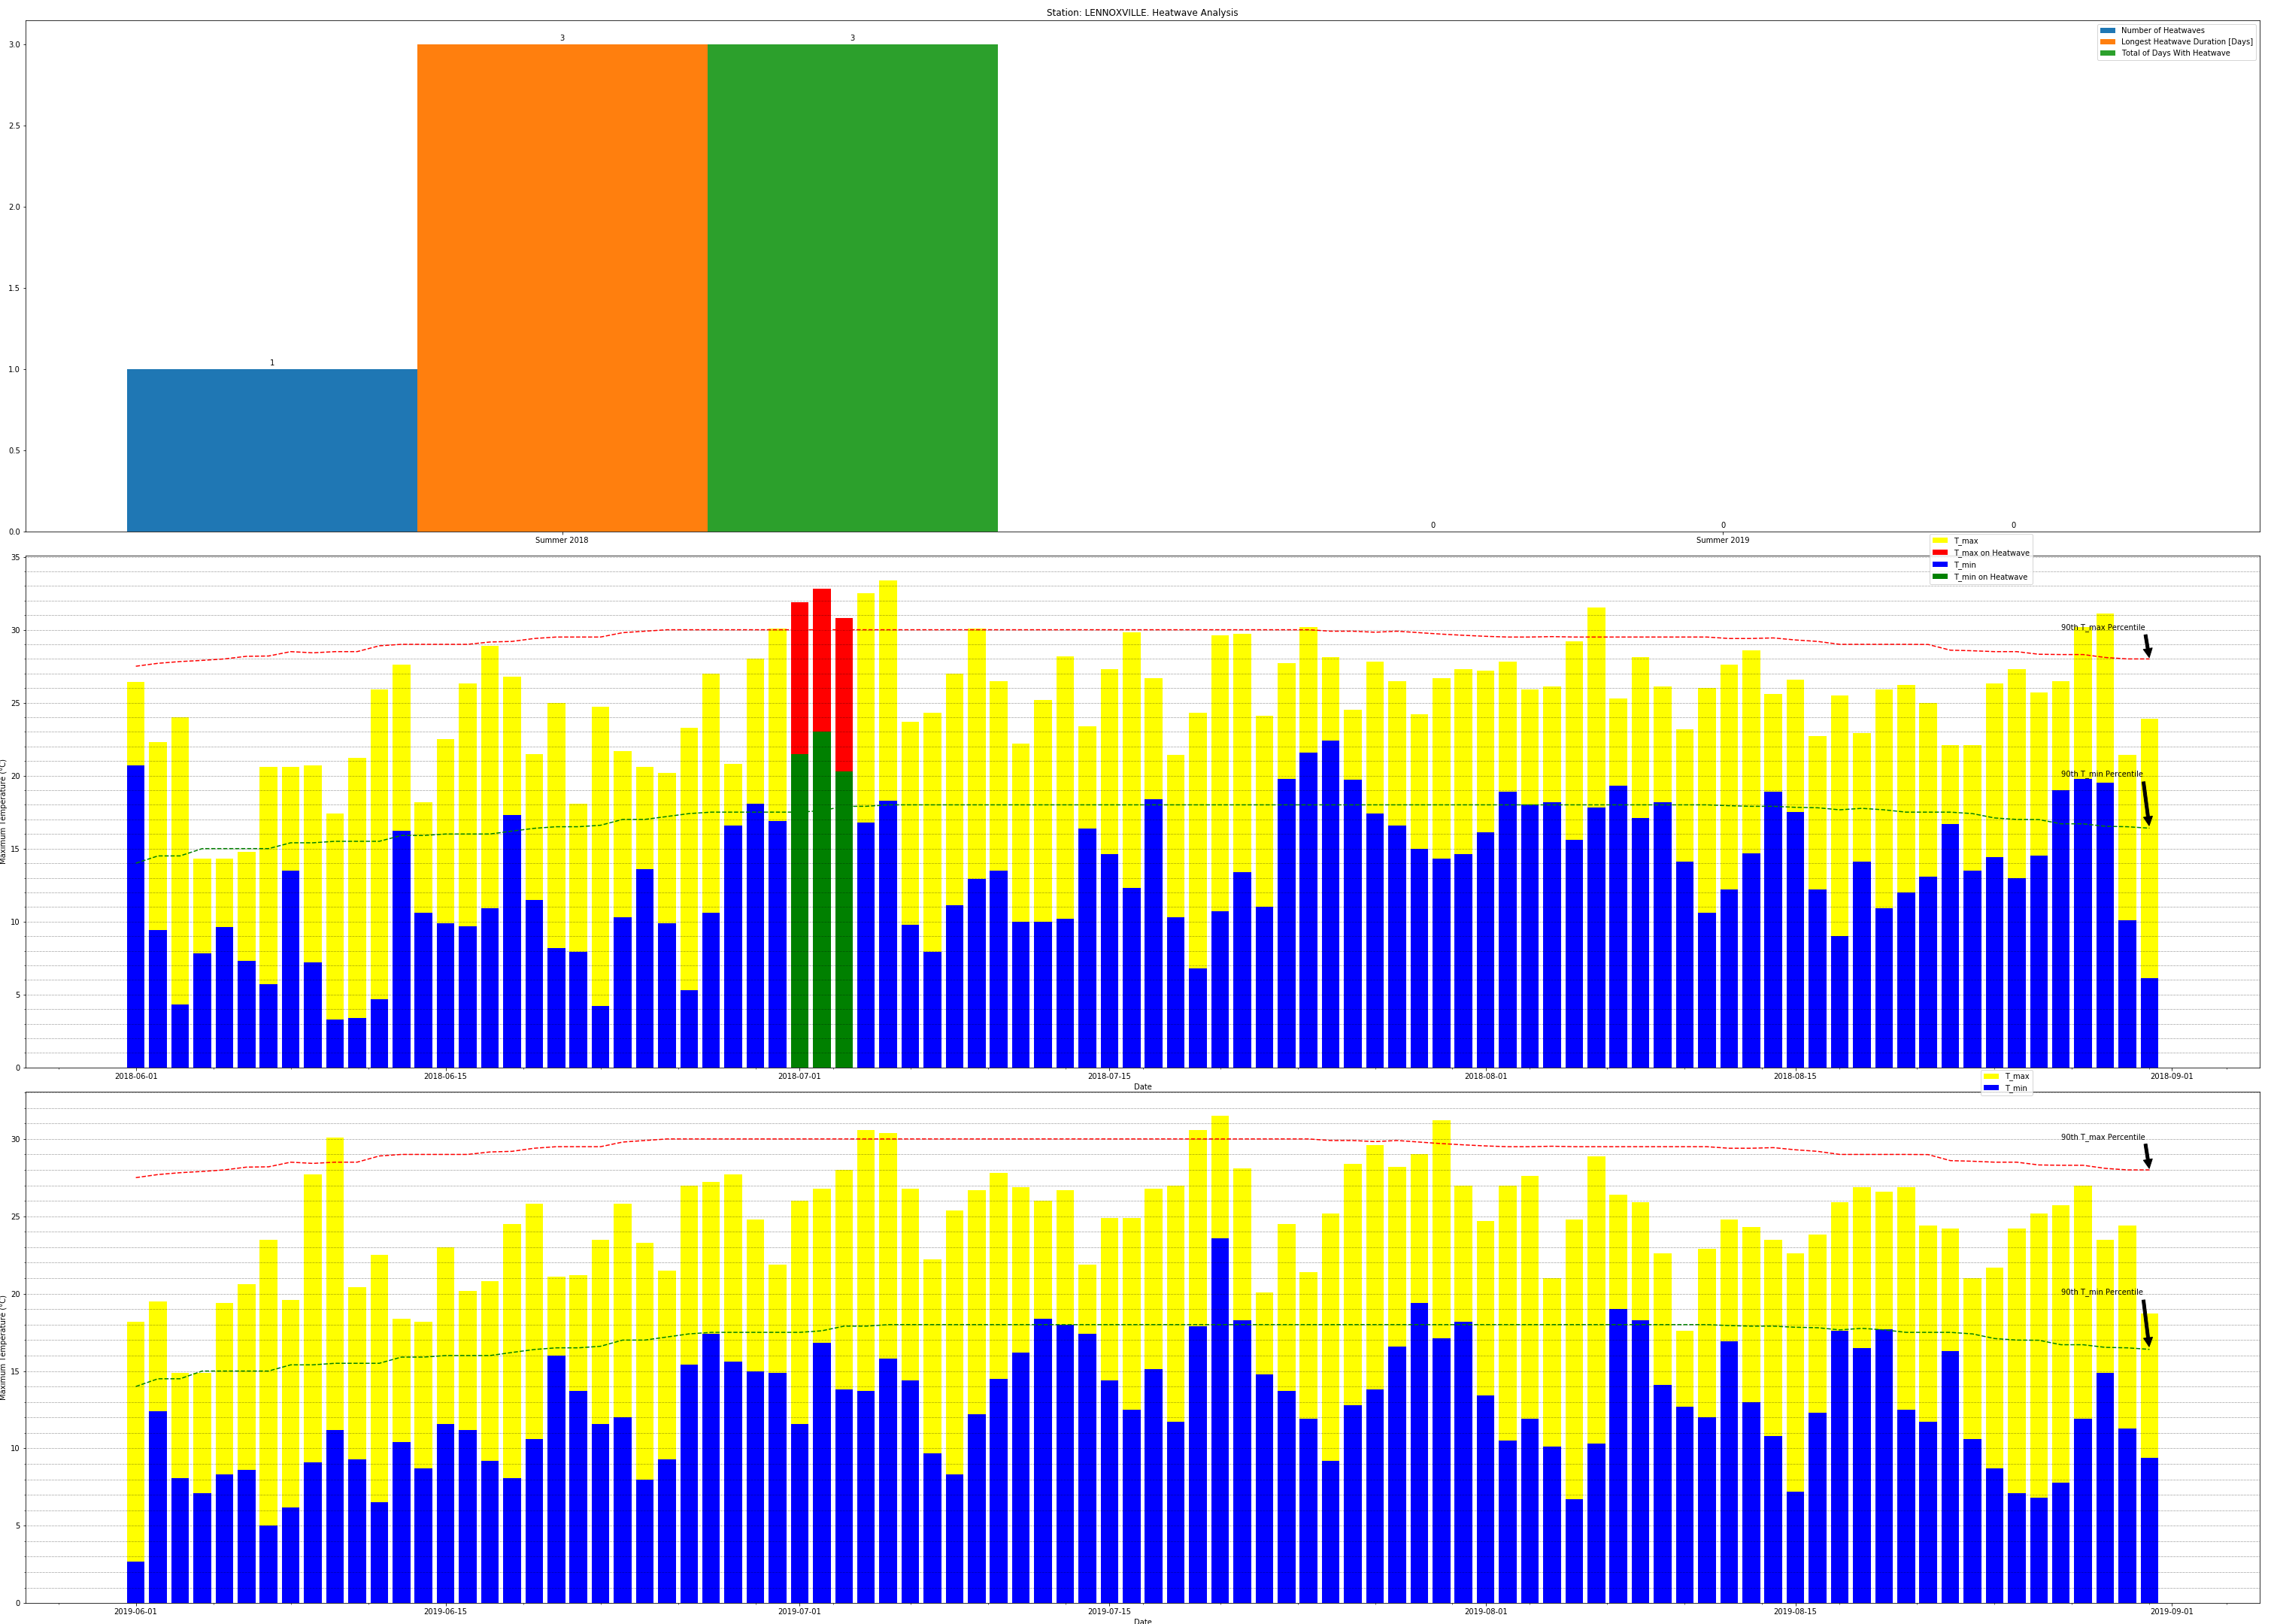 Station: LENNOXVILLE. Heatwave Analysis
3.0
2.5
2.0
1.5
1.0
0.5
0.0
1
3
3
0
0
0
Number of Heatwaves
Longest Heatwave Duration [Days]
Total of Days With Heatwave
Summer 2018
Summer 2019
T_max
T_max on Heatwave
T_min
T_min on Heatwave
35
30
25
20
15
10
5
0
Maximum Temperature (°C)
90th T_max Percentile
90th T_min Percentile
2018-06-01
2018-06-15
2018-07-01
2018-07-15
2018-08-01
2018-08-15
2018-09-01
Date
T_max
T_min
30
25
20
15
10
5
0
Maximum Temperature (°C)
90th T_max Percentile
90th T_min Percentile
2019-06-01
2019-06-15
2019-07-01
2019-07-15
2019-08-01
2019-08-15
2019-09-01
Date